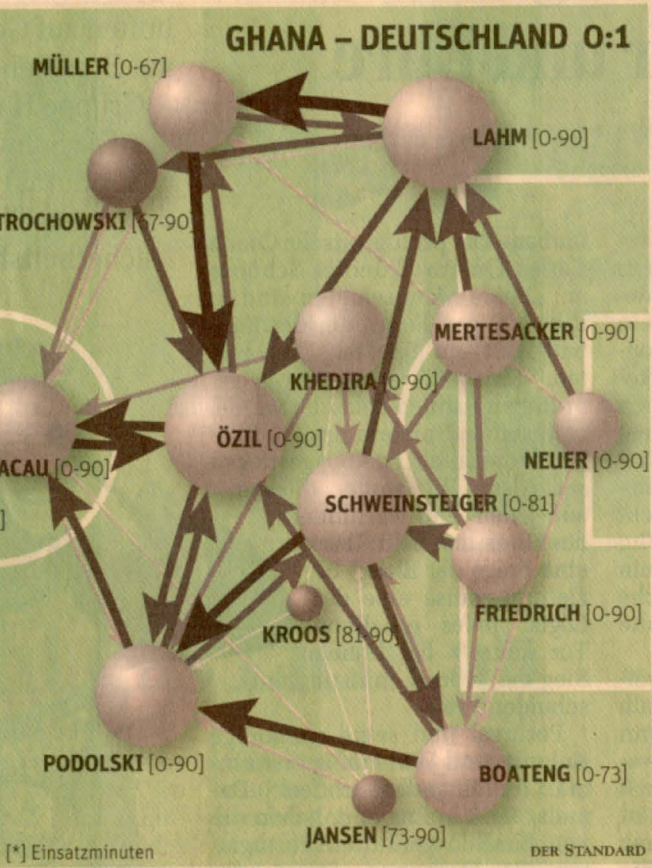 GHANA – DEUTSCHLAND 0:1
MÜLLER [0-67]
LAHM [0-90]
TROCHOWSKI [67-90]
MERTESACKER [0-90]
KHEDIRA [0-90]
ÖZIL [0-90]
ACAU [0-90]
NEUER [0-90]
SCHWEINSTEIGER [0-81]
]
FRIEDRICH [0-90]
KROOS [81-90]
PODOLSKI [0-90]
BOATENG [0-73]
JANSEN [73-90]
[*] Einsatzminuten
DER STANDARD